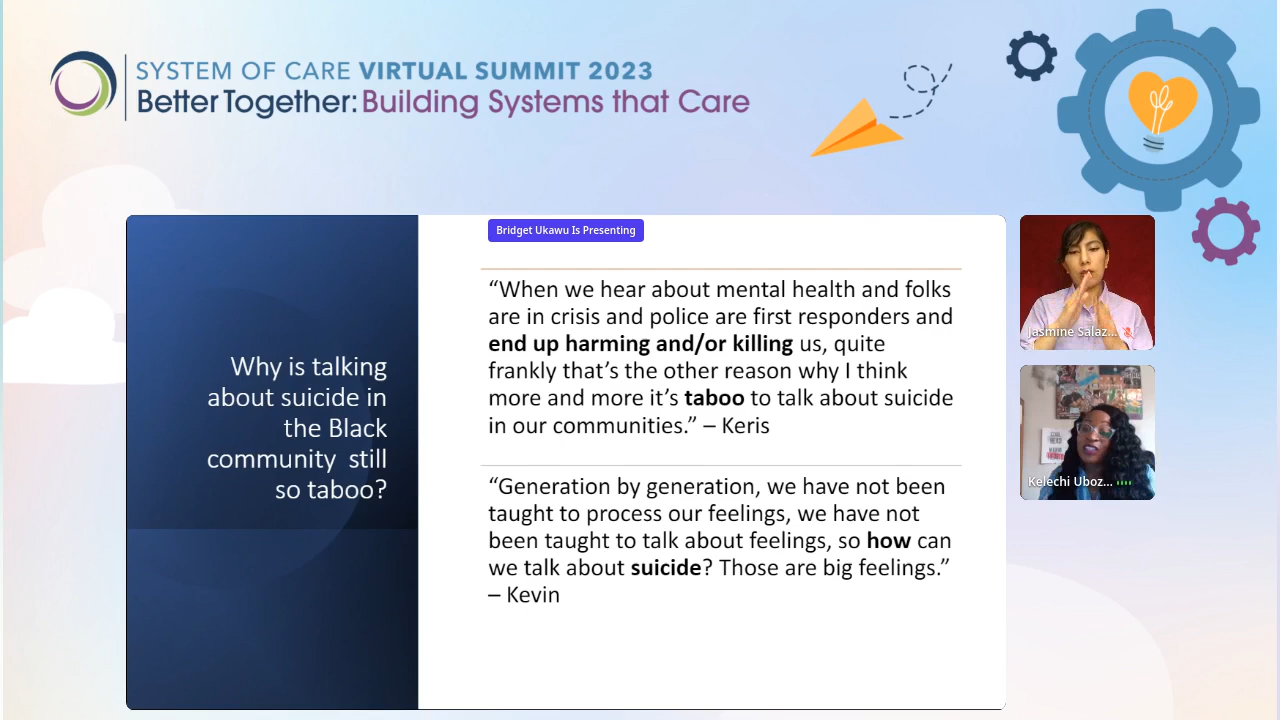 SYSTEM OF CARE VIRTUAL SUMMIT 2023
Better Together: Building Systems that Care
Bridget Ukawu Is Presenting
Why is talking
about suicide in
the Black
community still
so taboo?
“When we hear about mental health and folks
are in crisis and police are first responders and
end up harming and/or killing us, quite
frankly that’s the other reason why I think
more and more it’s taboo to talk about suicide
in our communities.” – Keris
“Generation by generation, we have not been
taught to process our feelings, we have not
been taught to talk about feelings, so how can
we talk about suicide? Those are big feelings.”
– Kevin
Jasmine Salaz...
Kelechi Uboz...